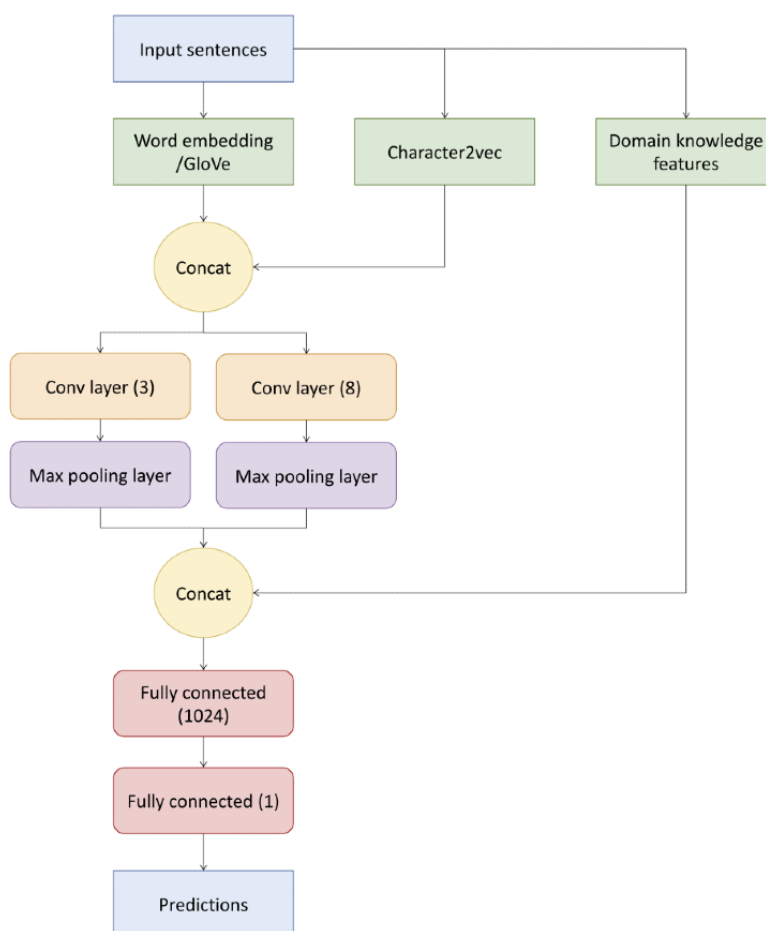 Input sentences
Word embedding
/GloVe
Character2vec
Domain knowledge
features
Concat
Conv layer (3)
Conv layer (8)
Max pooling layer
Max pooling layer
Concat
Fully connected
(1024)
Fully connected (1)
Predictions